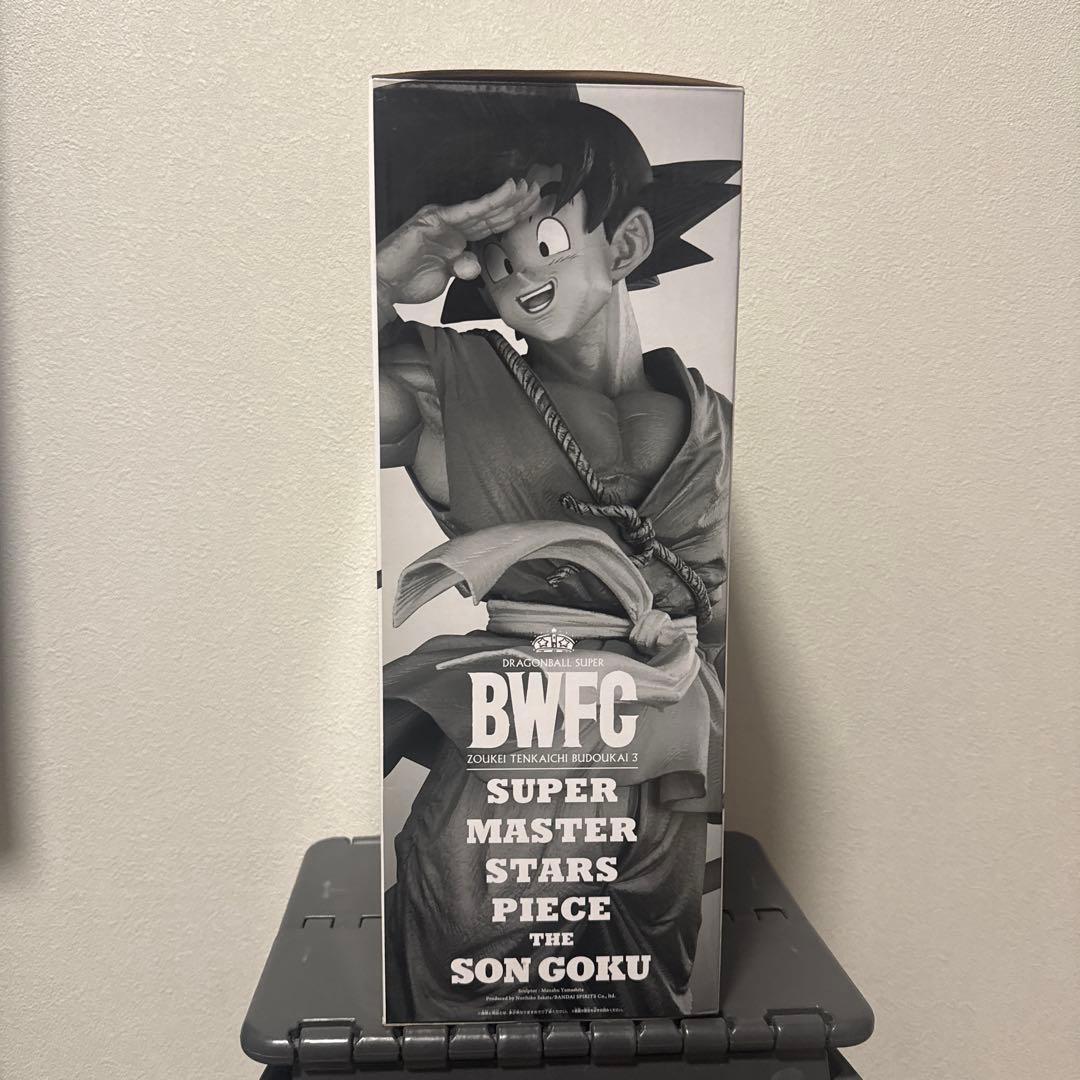 DRAGONBALL SUPER
BWFC
ZOUKEI TENKAICHI BUDOUKAI 3
SUPER
MASTER
STARS
PIECE
THE
SON GOKU
Sculptor : Manabu Yamashita
Produced by Norihiko Sakata/BANDAI SPIRITS Co., ltd.